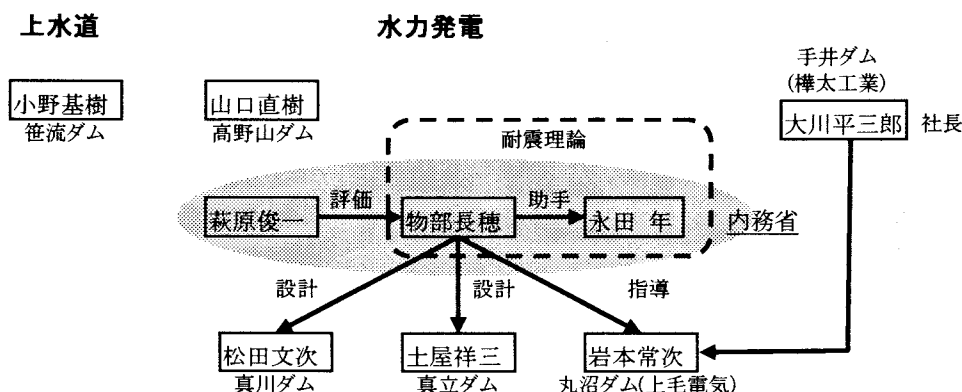 上水道
水力発電
手井ダム
(樺太工業)
小野基樹
笹流ダム
山口直樹
高野山ダム
大川平三郎 社長
耐震理論
萩原俊一
評価
物部長穂
助手
永田 年
内務省
設計
設計
指導
松田文次
真川ダム
土屋祥三
真立ダム
岩本常次
丸沼ダム(上毛電気)